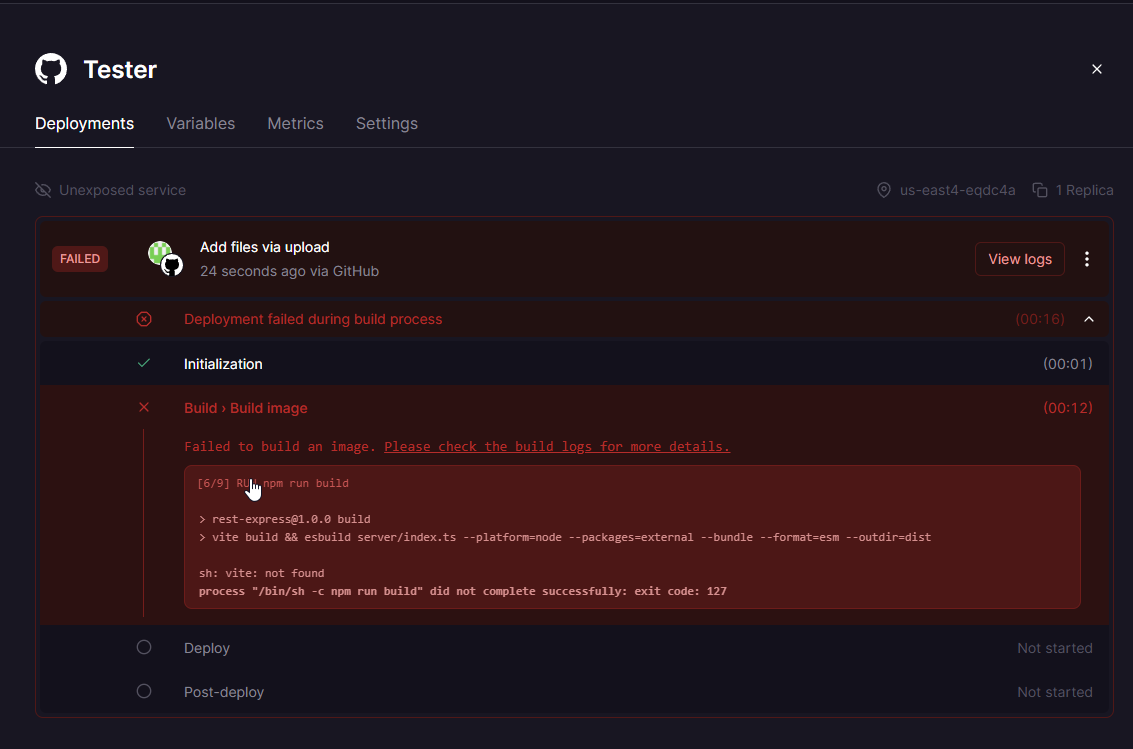 Tester
Deployments Variables Metrics Settings
Unexposed service us-east4-eqdc4a 1 Replica
FAILED Add files via upload View logs
24 seconds ago via GitHub
Deployment failed during build process (00:16)
Initialization (00:01)
Build › Build image (00:12)
Failed to build an image. Please check the build logs for more details.
[6/9] RUN npm run build
> rest-express@1.0.0 build
> vite build && esbuild server/index.ts --platform=node --packages=external --bundle --format=esm --outdir=dist
sh: vite: not found
process "/bin/sh -c npm run build" did not complete successfully: exit code: 127
Deploy Not started
Post-deploy Not started